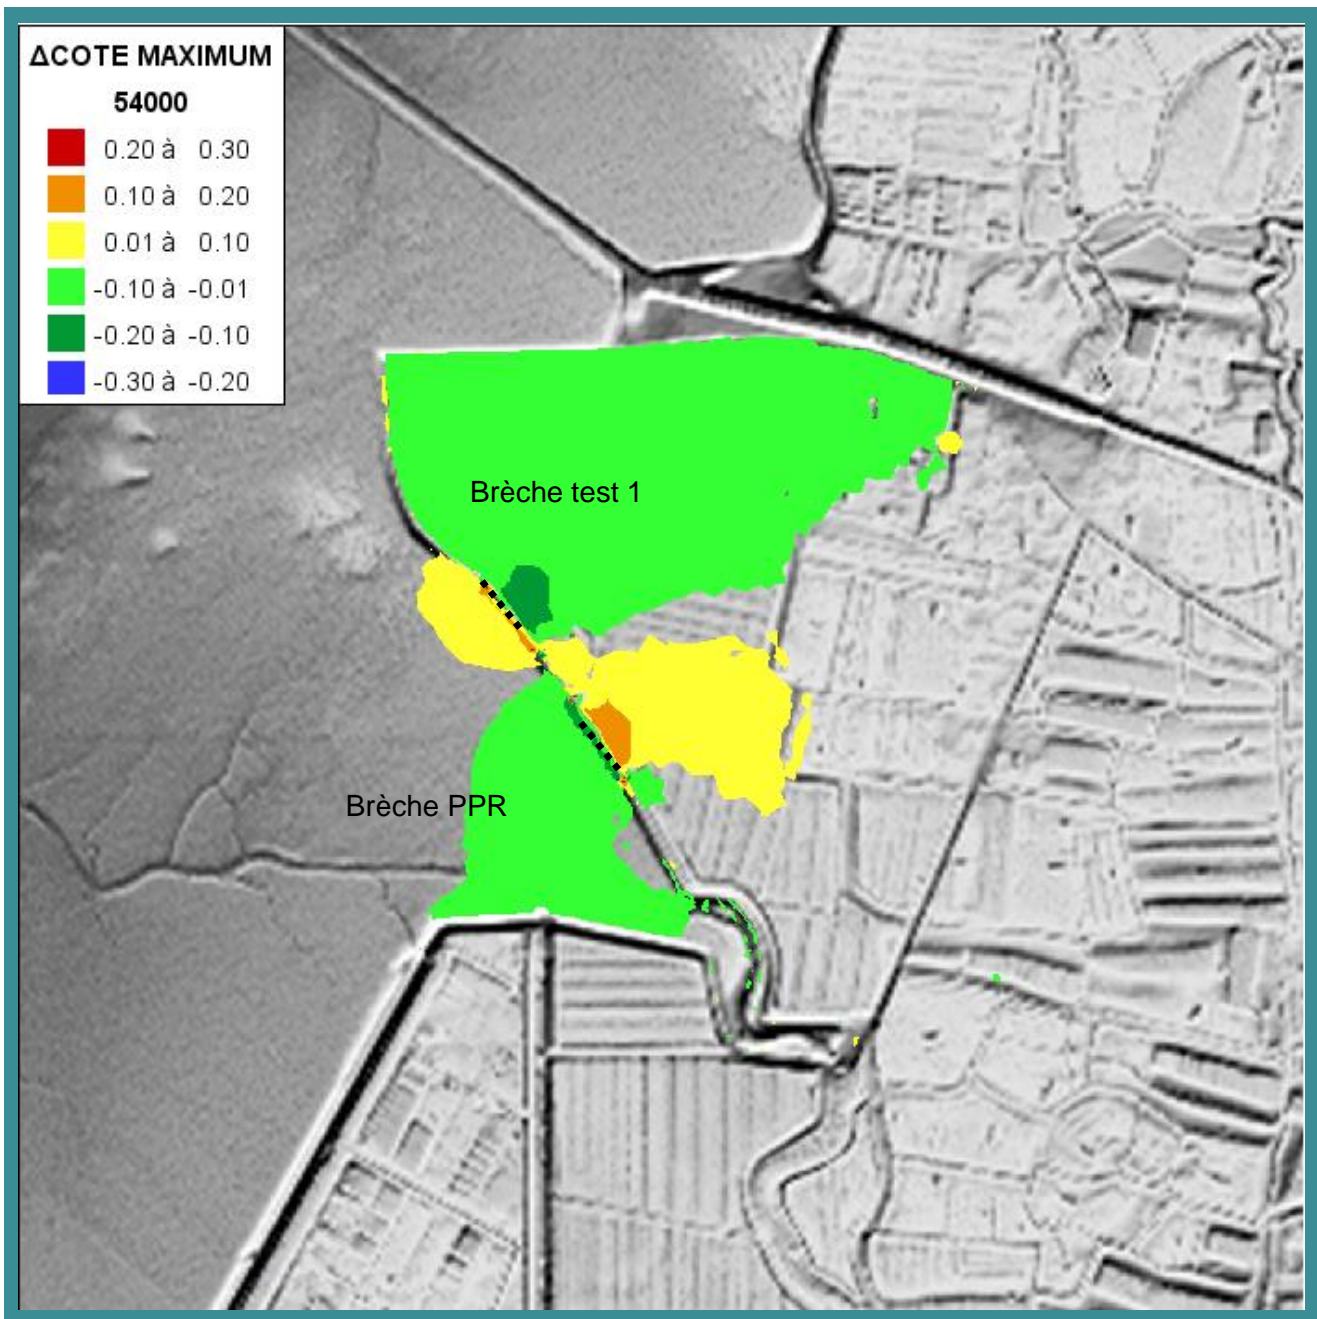 ΔCOTE MAXIMUM
54000
0.20 à 0.30
0.10 à 0.20
0.01 à 0.10
-0.10 à -0.01
-0.20 à -0.10
-0.30 à -0.20
Brèche test 1
Brèche PPR